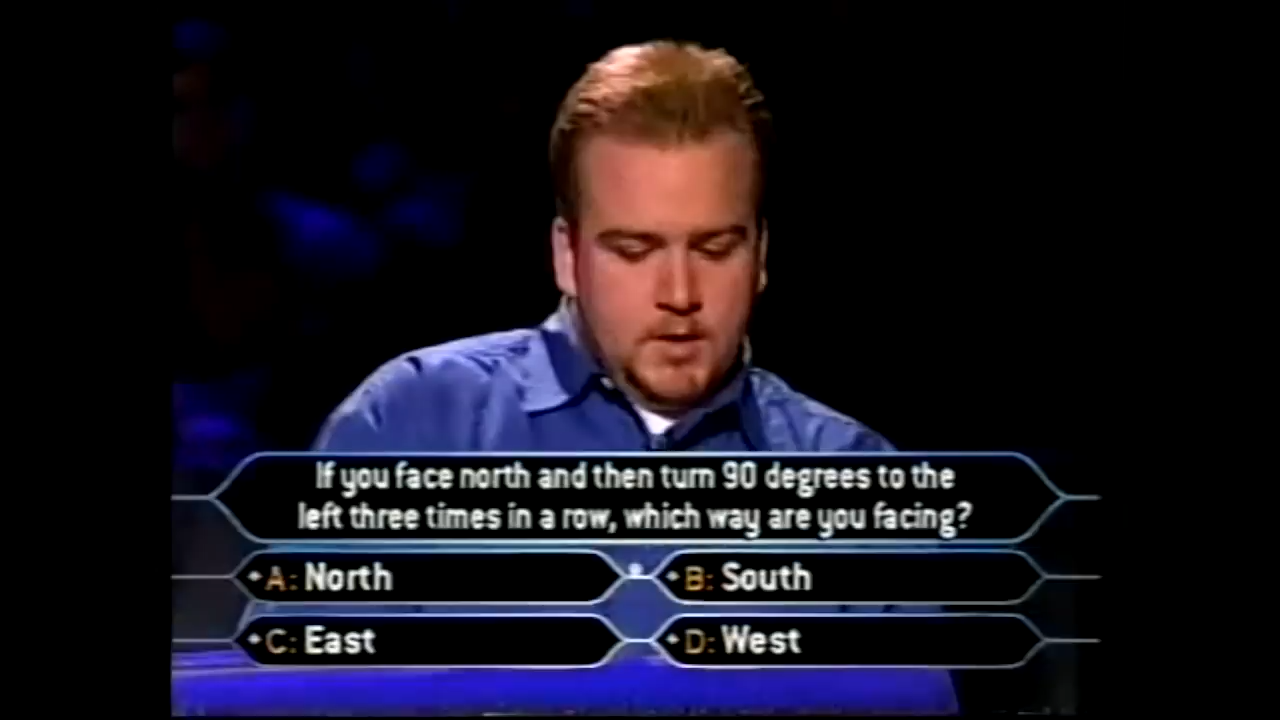 If you face north and then turn 90 degrees to the
left three times in a row, which way are you facing?
A: North
B: South
C: East
D: West